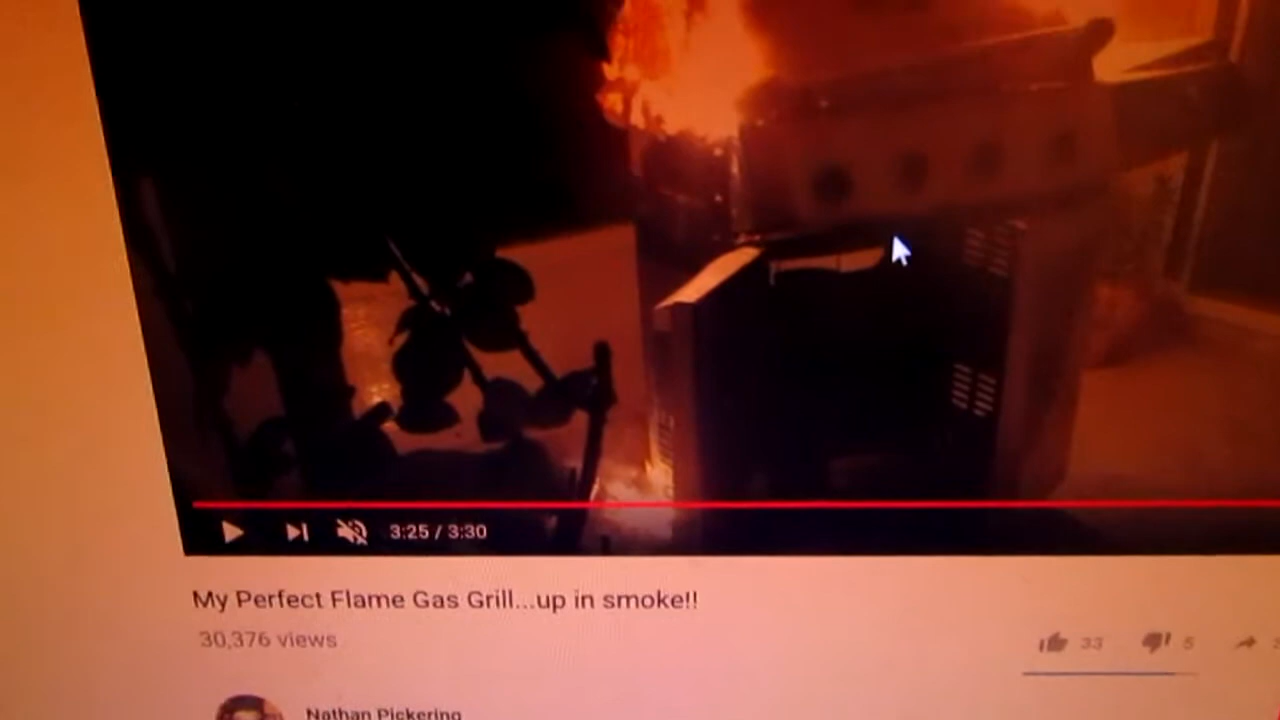 3:25 / 3:30
My Perfect Flame Gas Grill...up in smoke!!
30,376 views
33
5
Nathan Pickering